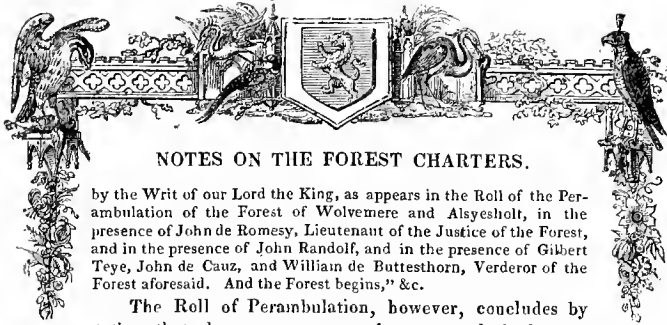 NOTES ON THE FOREST CHARTERS.
by the Writ of our Lord the King, as appears in the Roll of the Per-
ambulation of the Forest of Wolvemere and Alsyesholt, in the
presence of John de Romesy, Lieutenant of the Justice of the Forest,
and in the presence of John Randolf, and in the presence of Gilbert
Teye, John de Cauz, and William de Buttesthorn, Verderor of the
Forest aforesaid. And the Forest begins," &c.
The Roll of Perambulation, however, concludes by